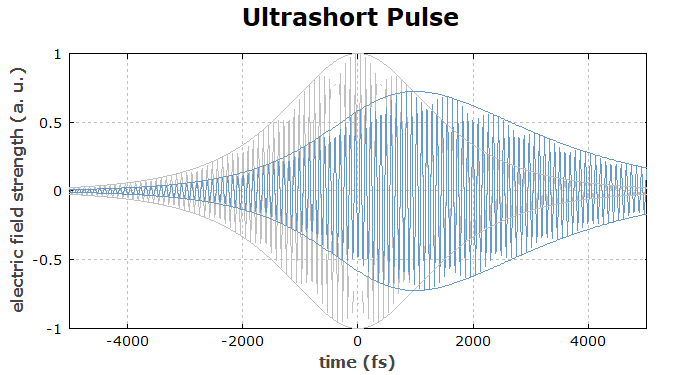 Ultrashort Pulse
electric field strength ( a. u. )
1
0.5
0
-0.5
-1
-4000 -2000 0 2000 4000
time (fs)